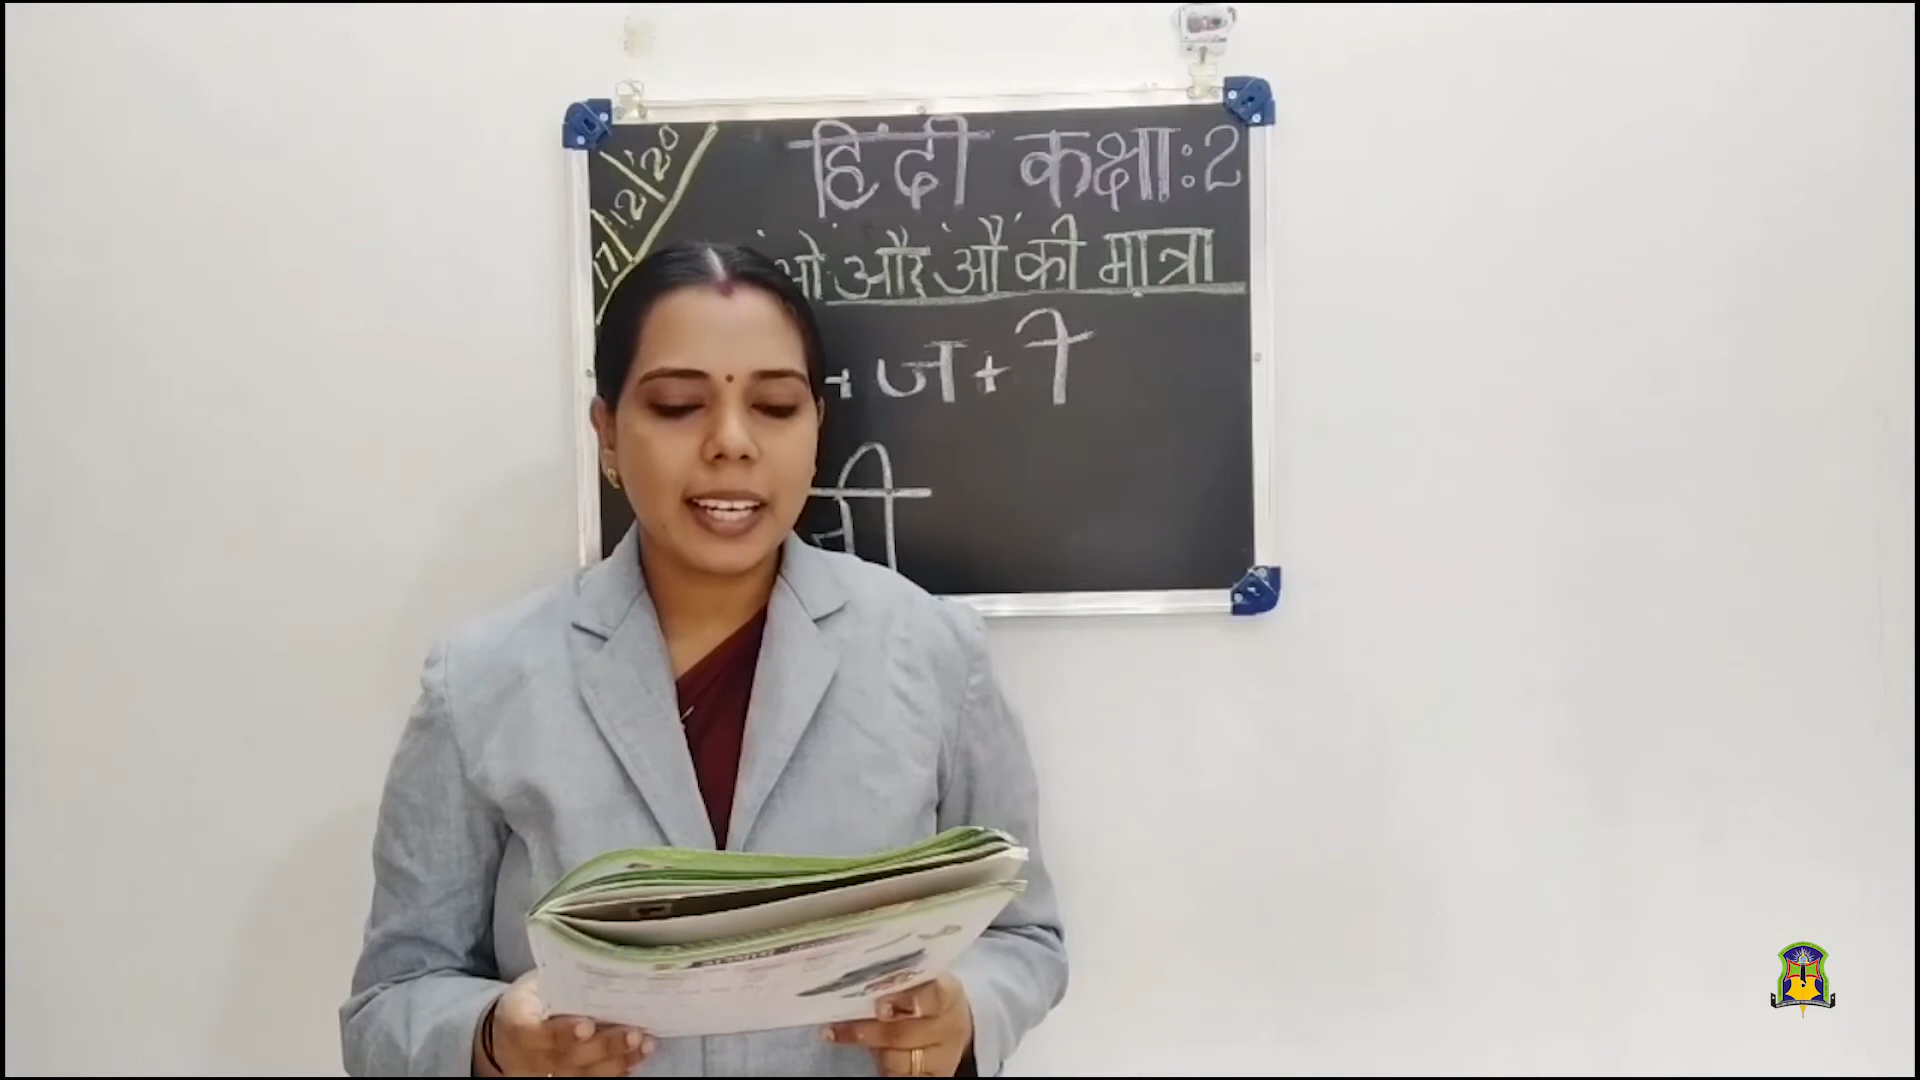 17/12/20
हिंदी कक्षा:2
ओ और औ की मात्रा
+ ज + ी
नी